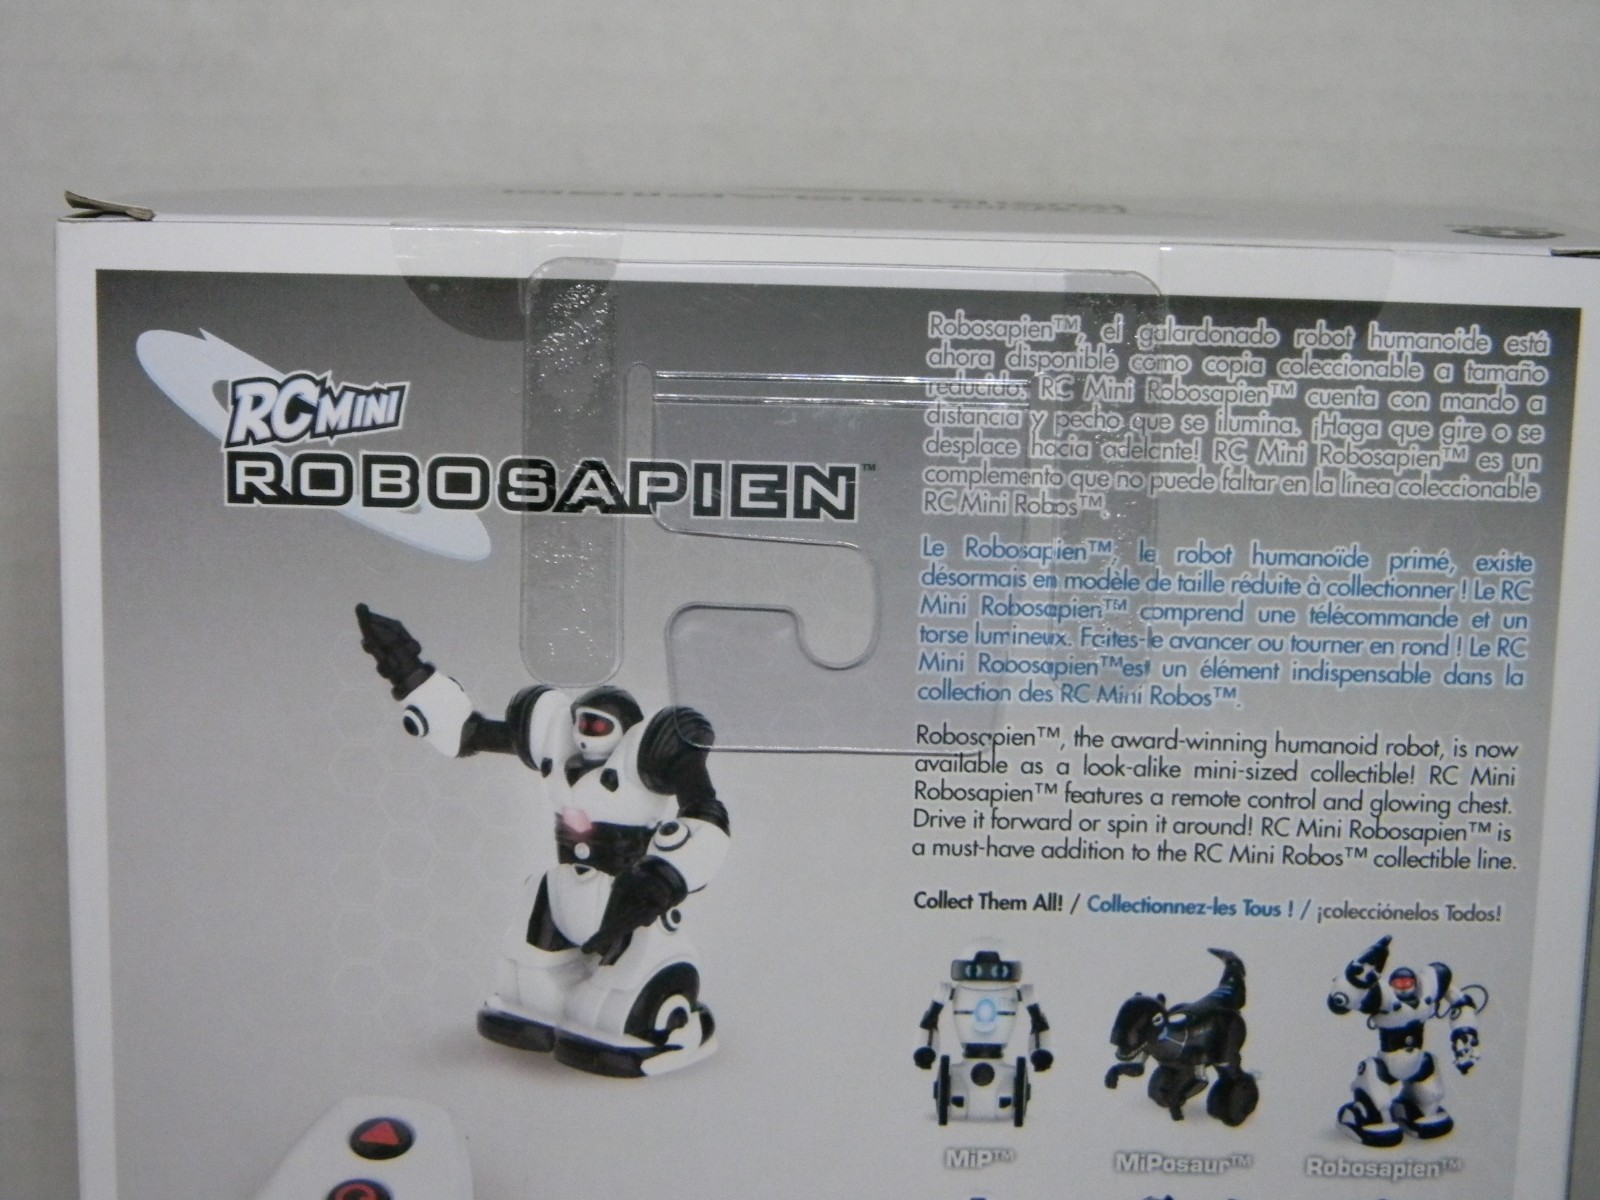 RC MINI
ROBOSAPIEN™
Robosapien™, el galardonado robot humanoide está
ahora disponible como copia coleccionable a tamaño
reducido. RC Mini Robosapien™ cuenta con mando a
distancia y pecho que se ilumina. ¡Haga que gire o se
desplace hacia adelante! RC Mini Robosapien™ es un
complemento que no puede faltar en la línea coleccionable
RC Mini Robos™.
Le Robosapien™, le robot humanoïde primé, existe
désormais en modèle de taille réduite à collectionner ! Le RC
Mini Robosapien™ comprend une télécommande et un
torse lumineux. Faites-le avancer ou tourner en rond ! Le RC
Mini Robosapien™est un élément indispensable dans la
collection des RC Mini Robos™.
Robosapien™, the award-winning humanoid robot, is now
available as a look-alike mini-sized collectible! RC Mini
Robosapien™ features a remote control and glowing chest.
Drive it forward or spin it around! RC Mini Robosapien™ is
a must-have addition to the RC Mini Robos™ collectible line.
Collect Them All! / Collectionnez-les Tous ! / ¡colecciónelos Todos!
MiP™
MiPosaur™
Robosapien™